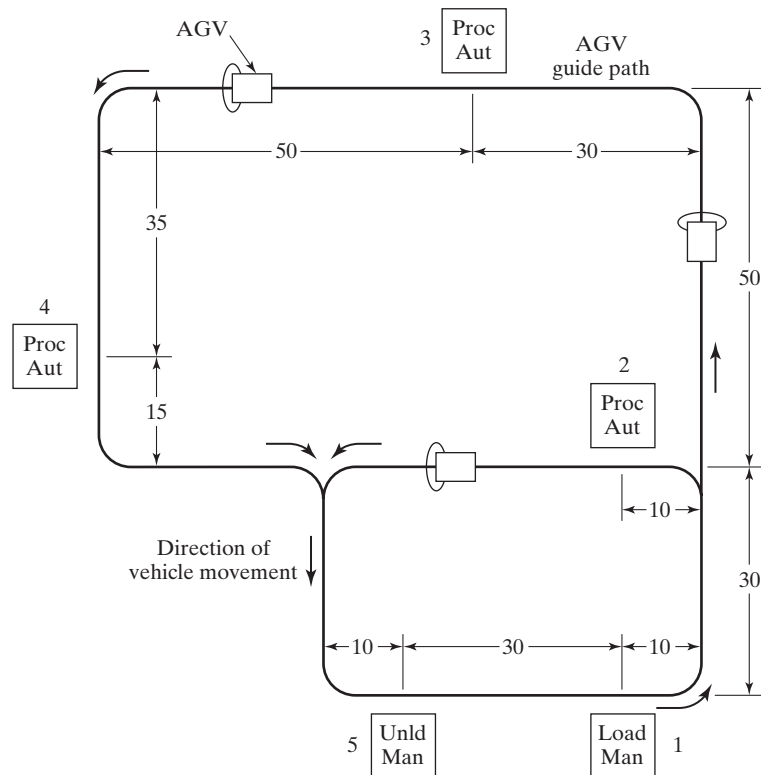 AGV
3
Proc
Aut
AGV
guide path
50
30
35
50
4
Proc
Aut
2
Proc
Aut
15
10
Direction of
vehicle movement
30
10
30
10
5
Unld
Man
Load
Man
1